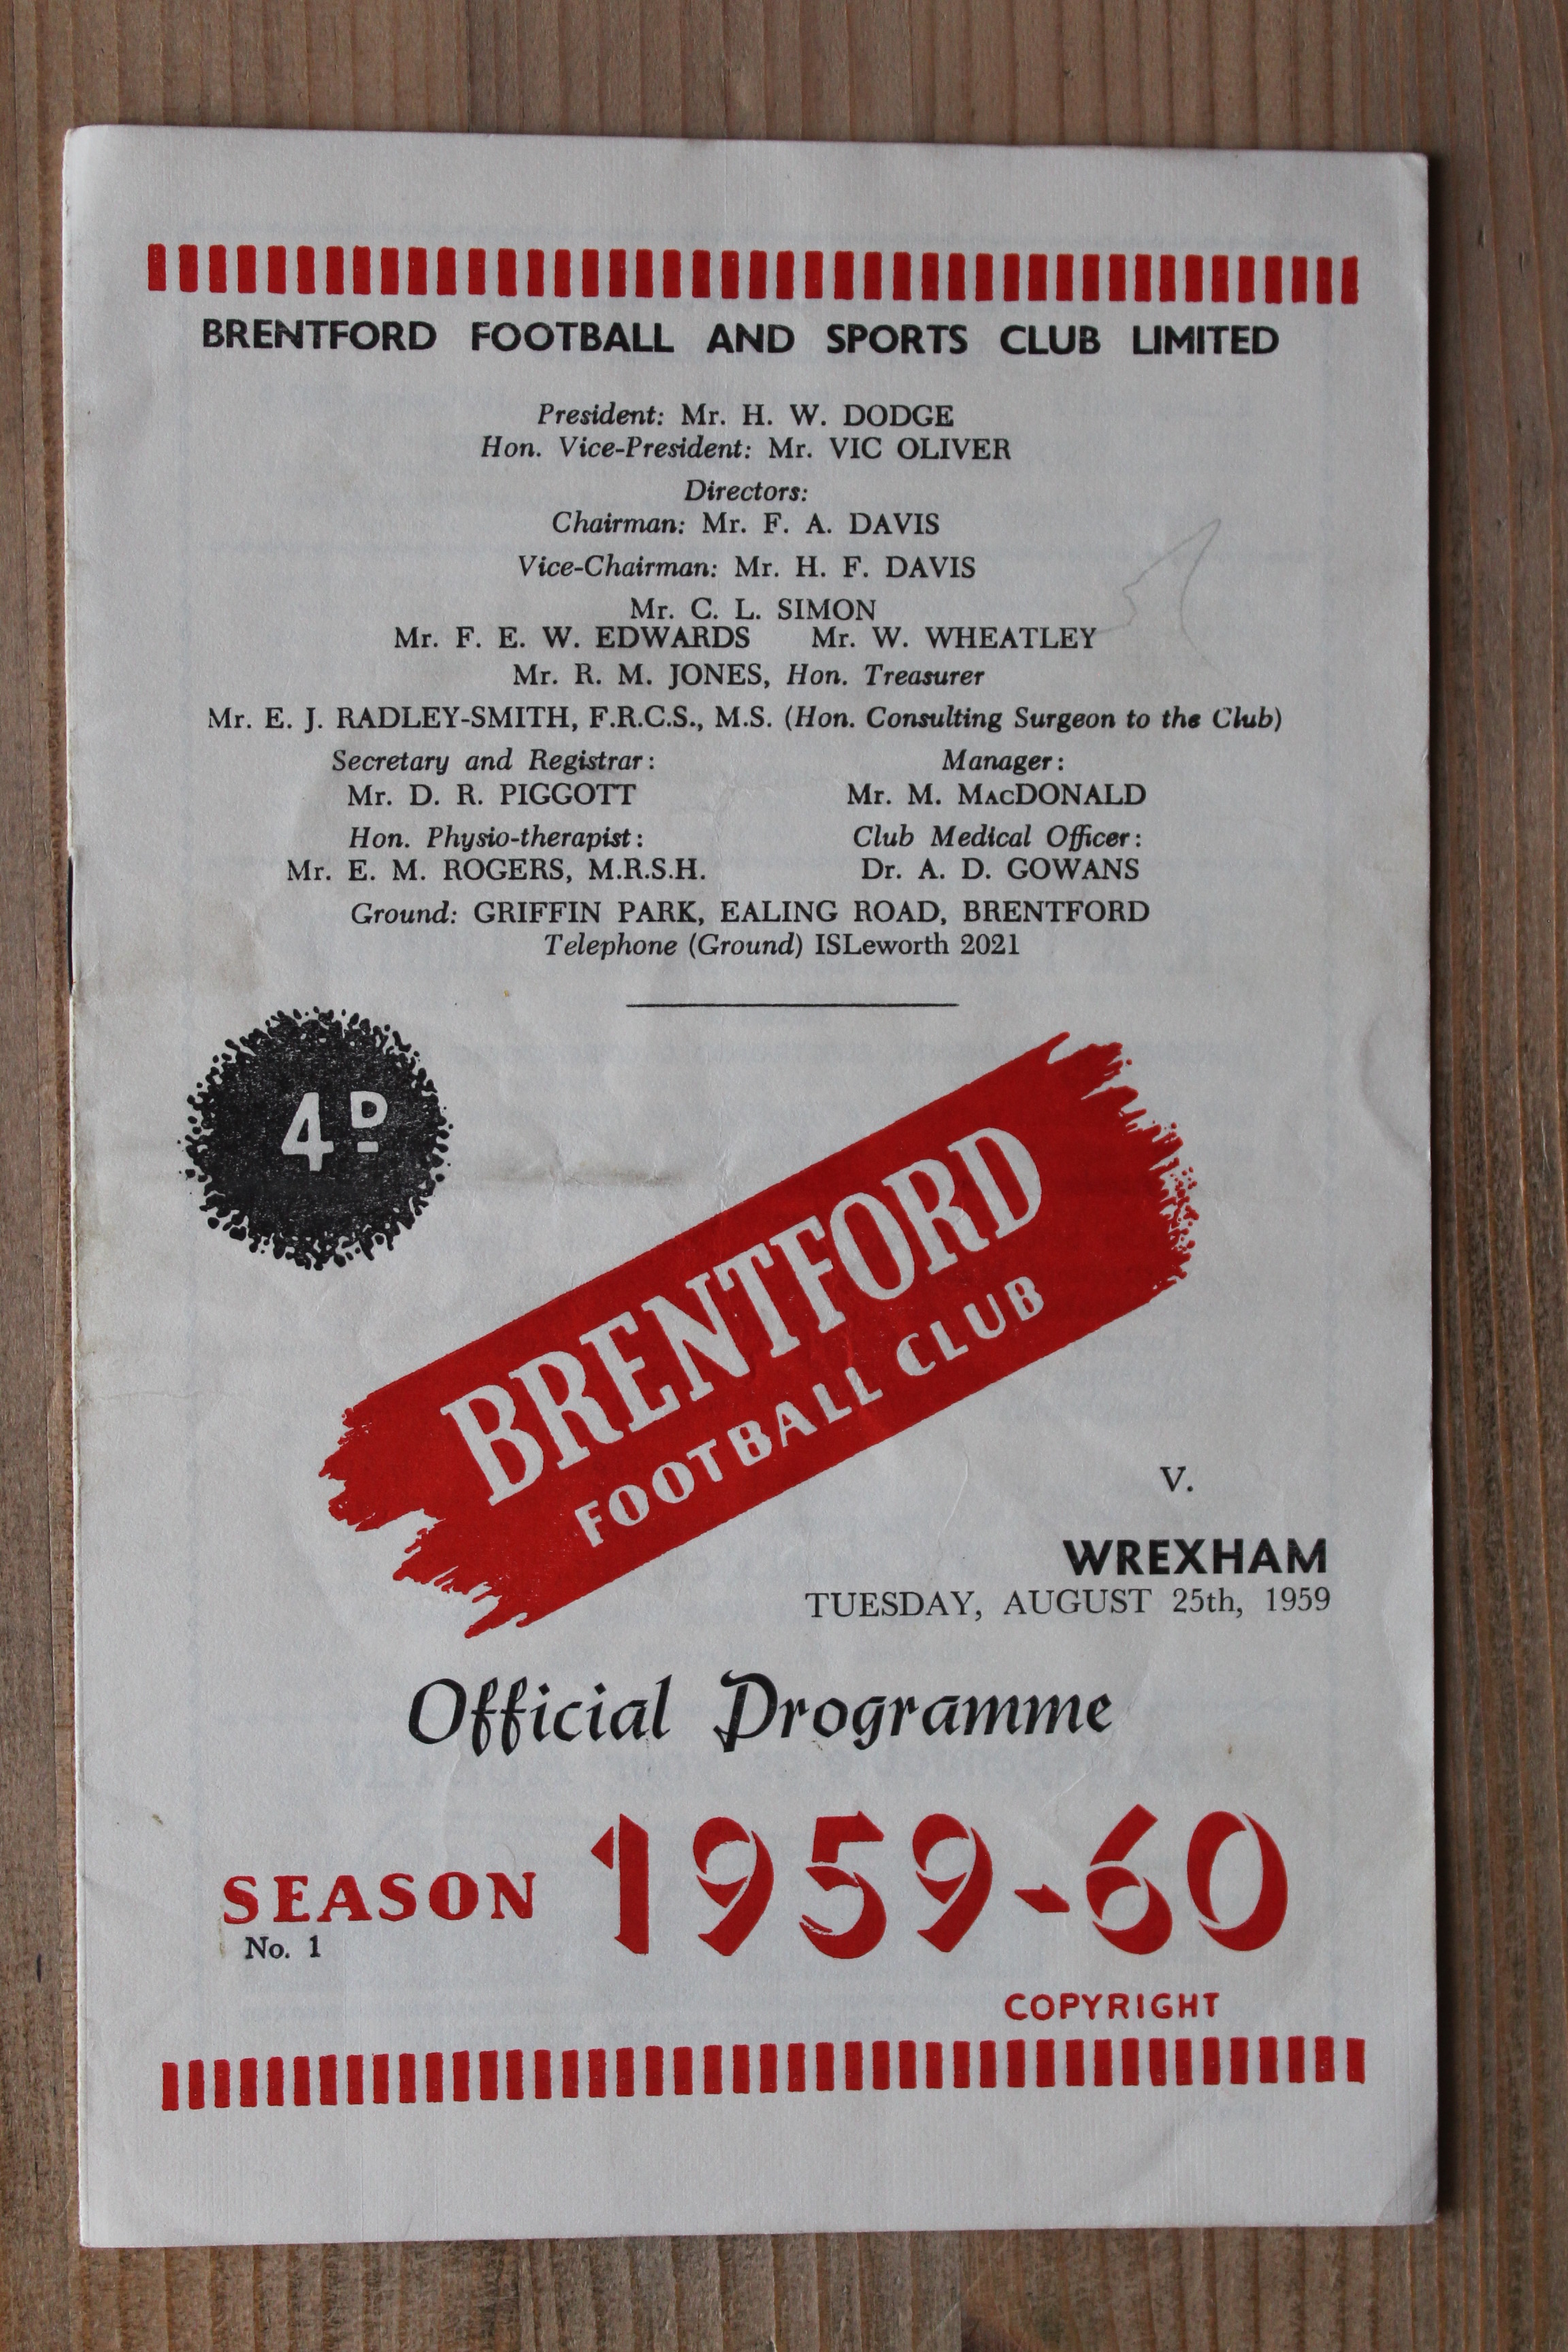 BRENTFORD FOOTBALL AND SPORTS CLUB LIMITED
President: Mr. H. W. DODGE
Hon. Vice-President: Mr. VIC OLIVER
Directors:
Chairman: Mr. F. A. DAVIS
Vice-Chairman: Mr. H. F. DAVIS
Mr. C. L. SIMON
Mr. F. E. W. EDWARDS Mr. W. WHEATLEY
Mr. R. M. JONES, Hon. Treasurer
Mr. E. J. RADLEY-SMITH, F.R.C.S., M.S. (Hon. Consulting Surgeon to the Club)
Secretary and Registrar: Manager:
Mr. D. R. PIGGOTT Mr. M. MacDONALD
Hon. Physio-therapist: Club Medical Officer:
Mr. E. M. ROGERS, M.R.S.H. Dr. A. D. GOWANS
Ground: GRIFFIN PARK, EALING ROAD, BRENTFORD
Telephone (Ground) ISLeworth 2021
4D
BRENTFORD
FOOTBALL CLUB
V.
WREXHAM
TUESDAY, AUGUST 25th, 1959
Official Programme
SEASON 1959-60
No. 1
COPYRIGHT